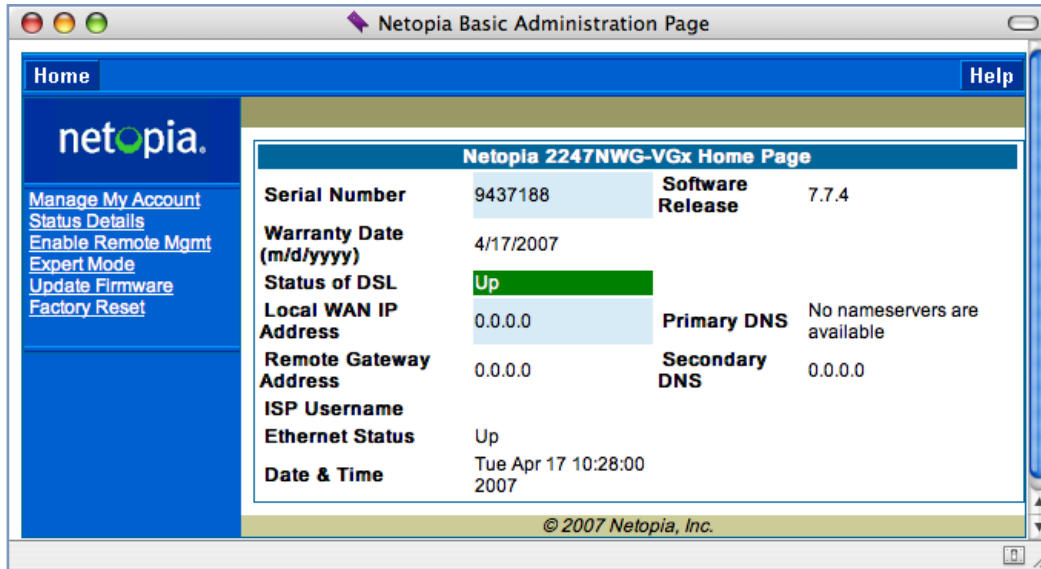 Netopia Basic Administration Page
Home
Help
netopia.
Manage My Account
Status Details
Enable Remote Mgmt
Expert Mode
Update Firmware
Factory Reset
Netopia 2247NWG-VGx Home Page
Serial Number 9437188 Software Release 7.7.4
Warranty Date (m/d/yyyy) 4/17/2007
Status of DSL Up
Local WAN IP Address 0.0.0.0 Primary DNS No nameservers are available
Remote Gateway Address 0.0.0.0 Secondary DNS 0.0.0.0
ISP Username
Ethernet Status Up
Date & Time Tue Apr 17 10:28:00 2007
© 2007 Netopia, Inc.